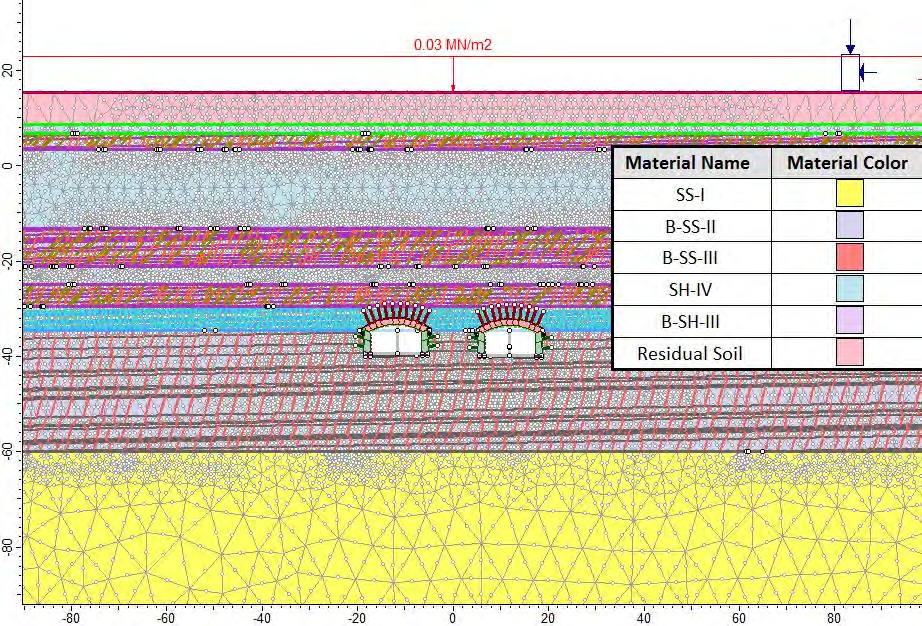 0.03 MN/m2
20
0
-20
-40
-60
-80
Material Name Material Color
SS-I
B-SS-II
B-SS-III
SH-IV
B-SH-III
Residual Soil
-80 -60 -40 -20 0 20 40 60 80